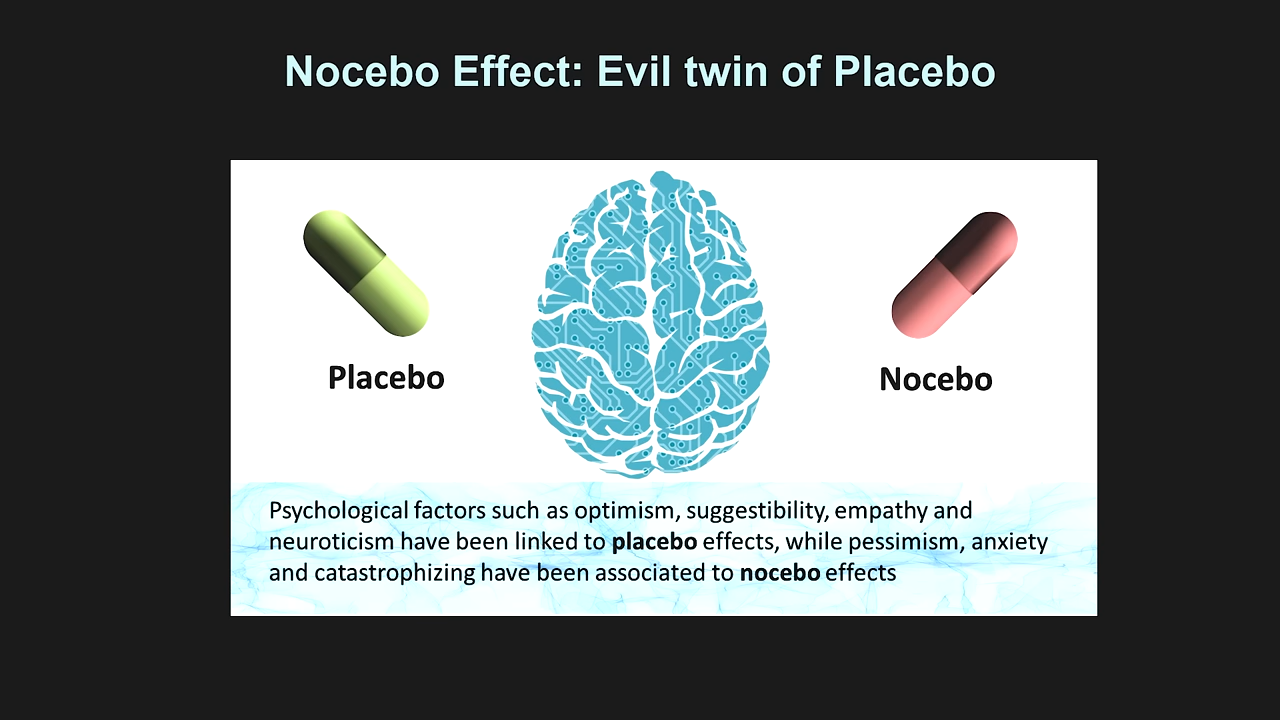 Nocebo Effect: Evil twin of Placebo
Placebo
Nocebo
Psychological factors such as optimism, suggestibility, empathy and
neuroticism have been linked to placebo effects, while pessimism, anxiety
and catastrophizing have been associated to nocebo effects